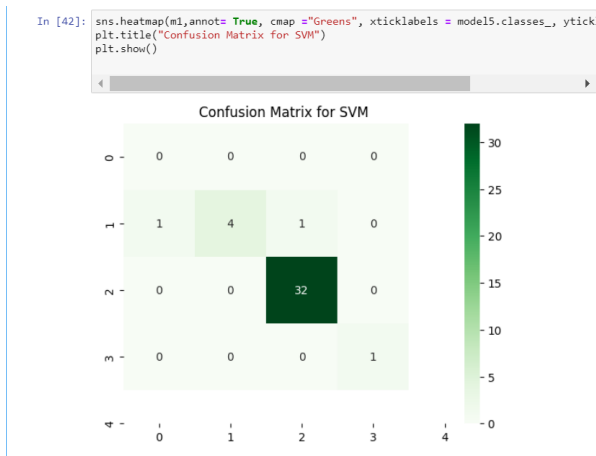 In [42]: sns.heatmap(m1,annot= True, cmap ="Greens", xticklabels = model5.classes_, ytick
plt.title("Confusion Matrix for SVM")
plt.show()
Confusion Matrix for SVM
0 0 0 0 0
1 1 4 1 0
2 0 0 32 0
3 0 0 0 1
4
0 1 2 3 4
30
25
20
15
10
5
0